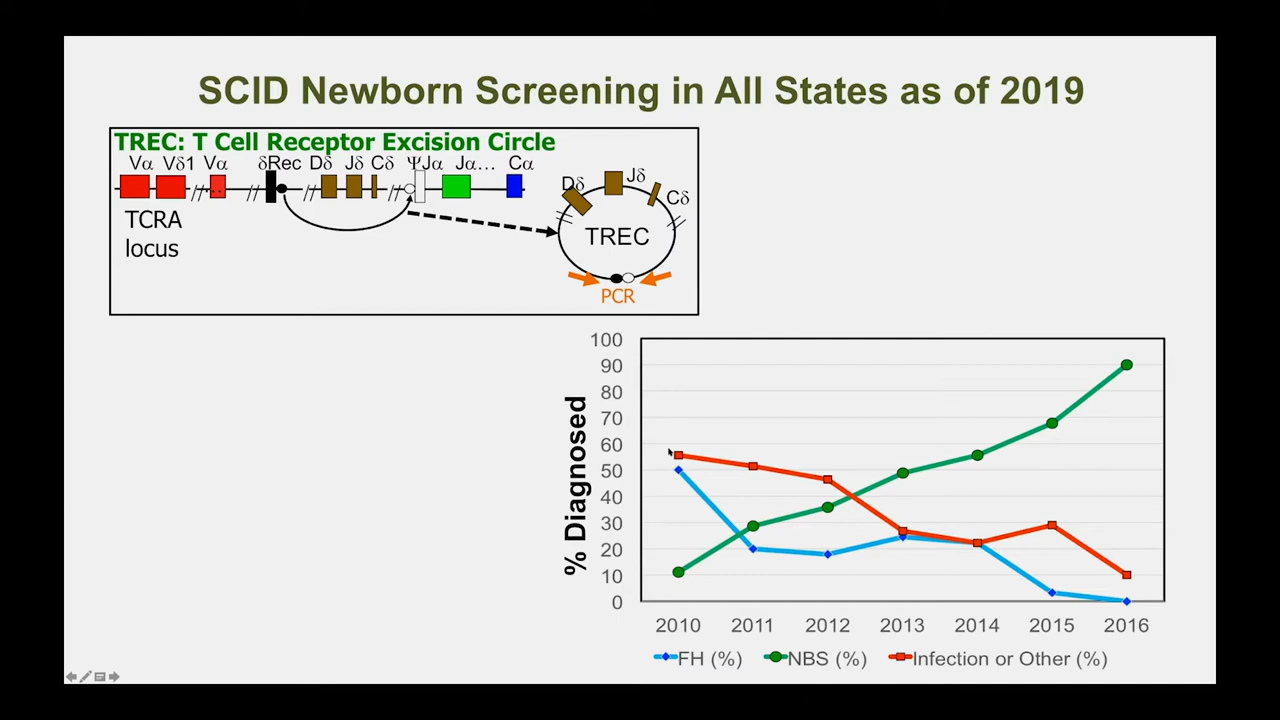 SCID Newborn Screening in All States as of 2019
TREC: T Cell Receptor Excision Circle
Vα Vδ1 Vα δRec Dδ Jδ Cδ ΨJα Jα… Cα
TCRA
locus
Dδ Jδ Cδ
TREC
PCR
% Diagnosed
100
90
80
70
60
50
40
30
20
10
0
2010 2011 2012 2013 2014 2015 2016
FH (%) NBS (%) Infection or Other (%)